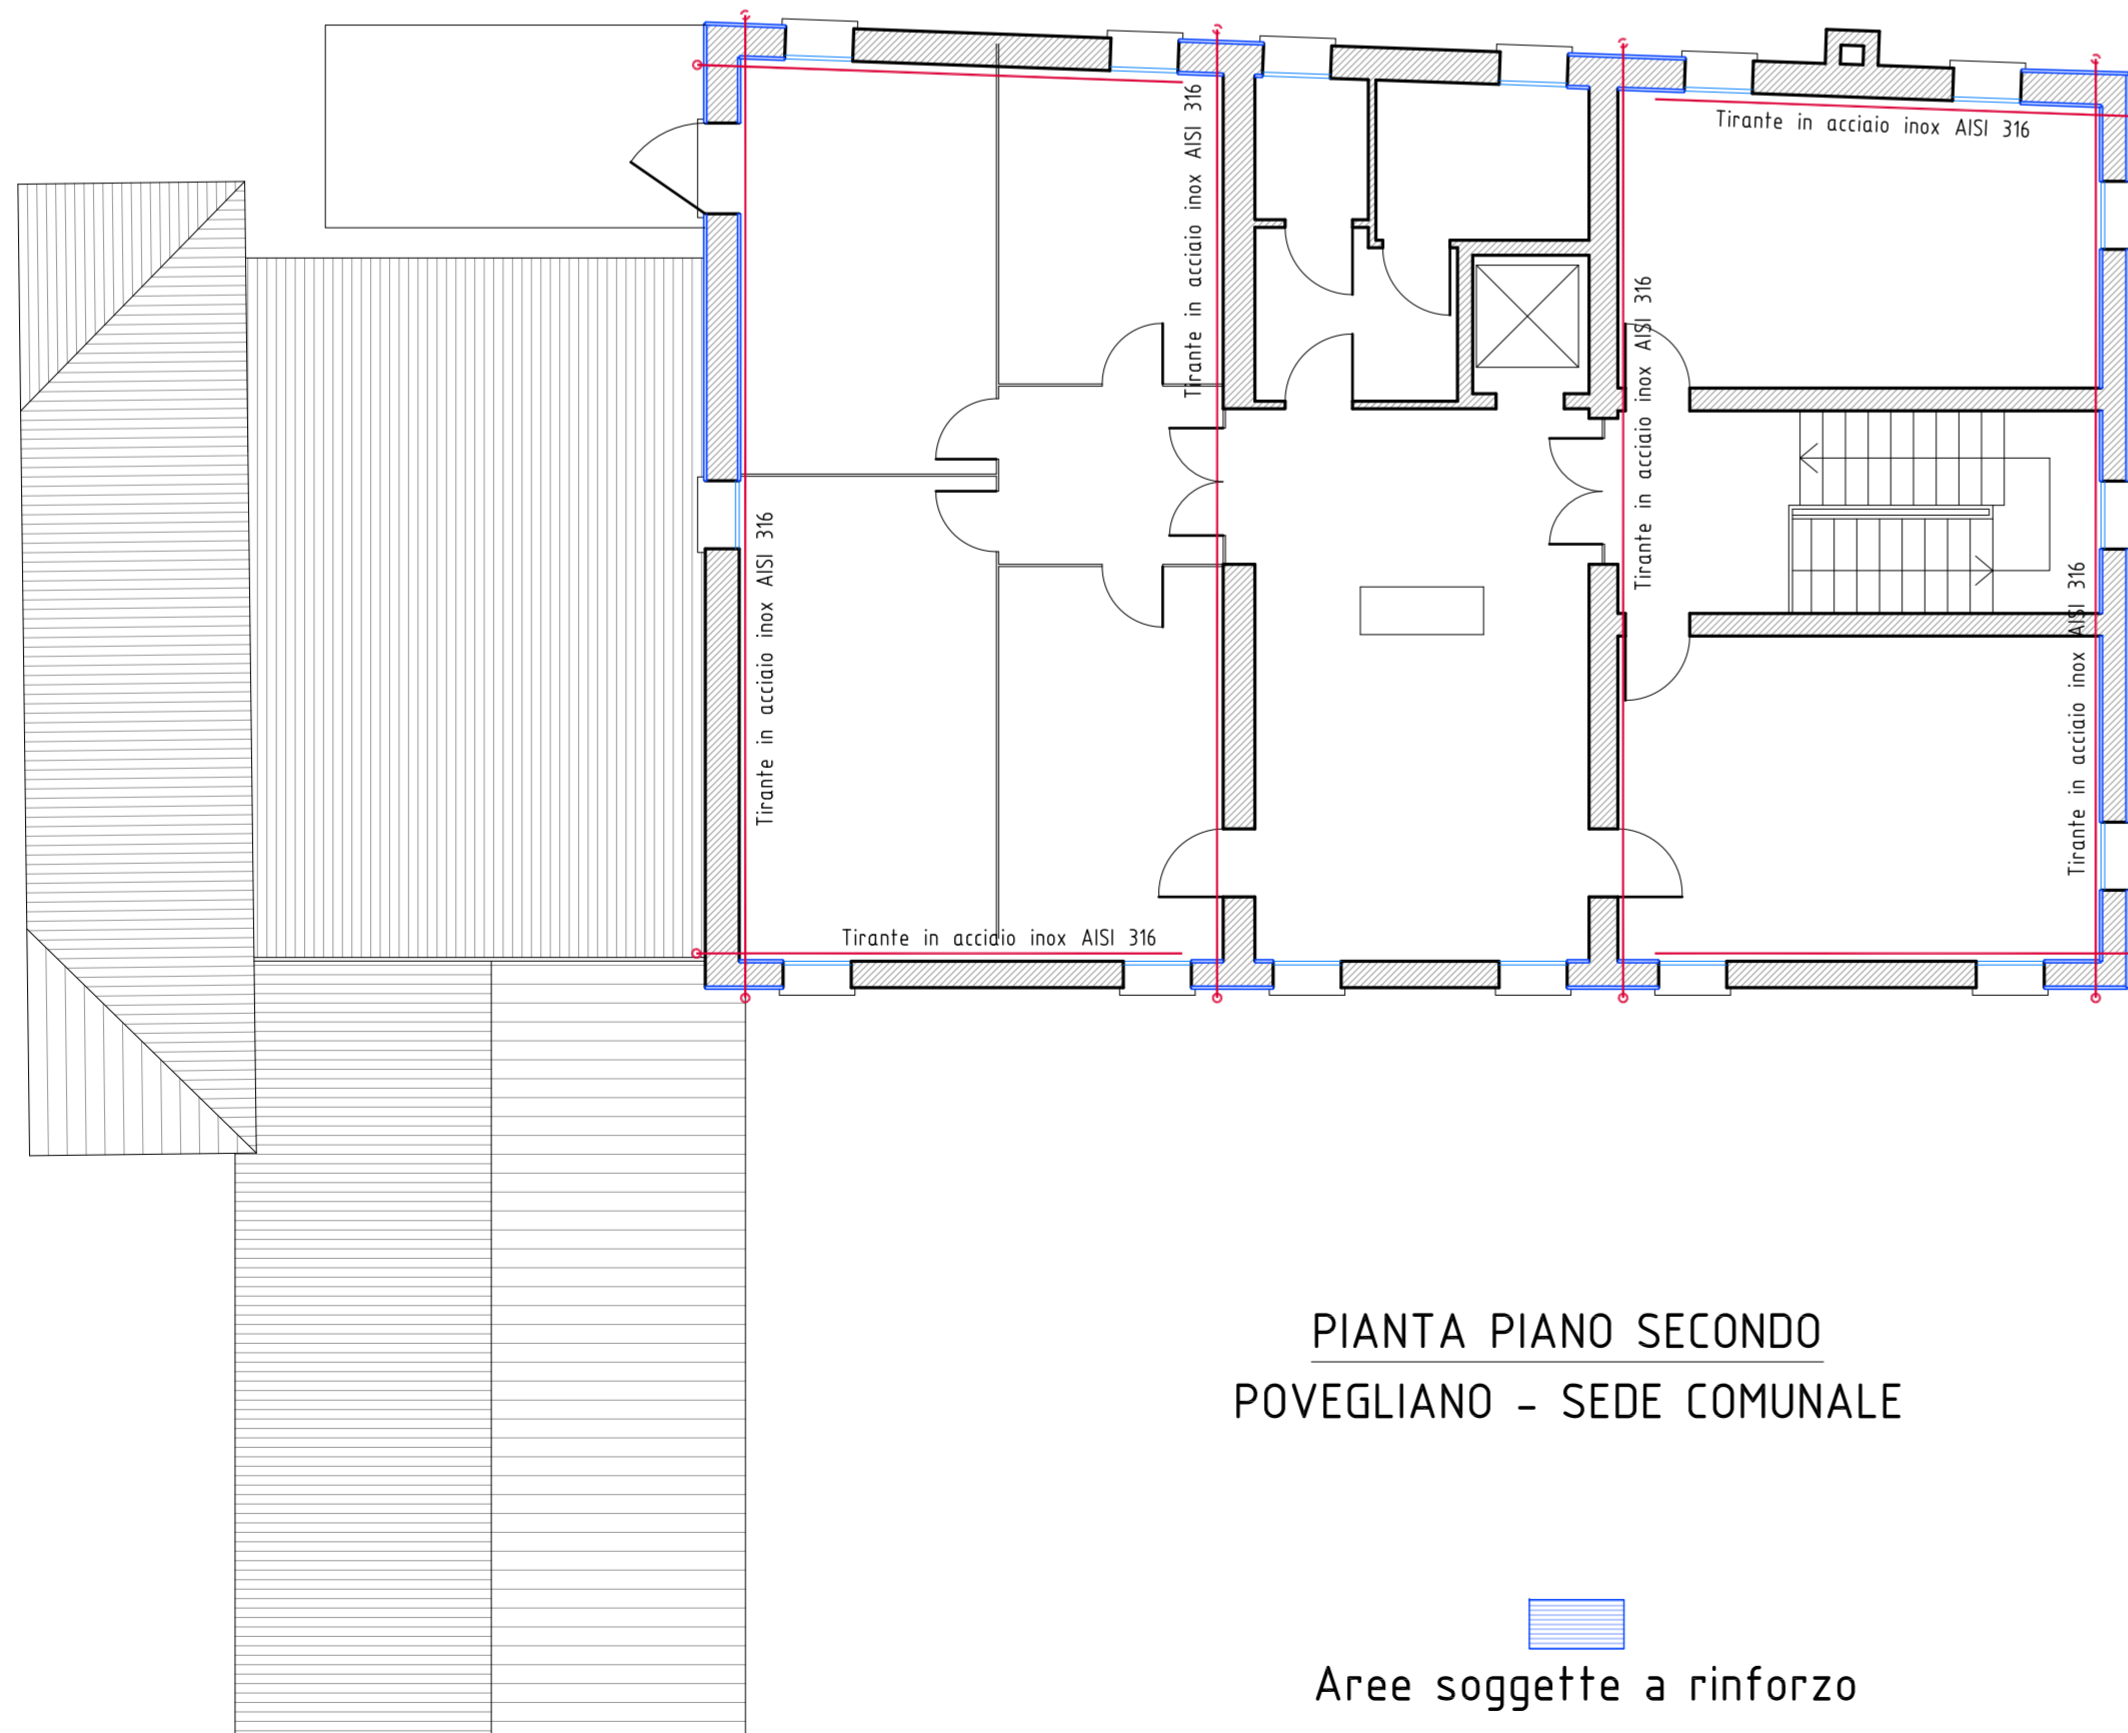 Tirante in acciaio inox AISI 316
Tirante in acciaio inox AISI 316
Tirante in acciaio inox AISI 316
Tirante in acciaio inox AISI 316
Tirante in acciaio inox AISI 316
Tirante in acciaio inox AISI 316
PIANTA PIANO SECONDO
POVEGLIANO - SEDE COMUNALE
Aree soggette a rinforzo